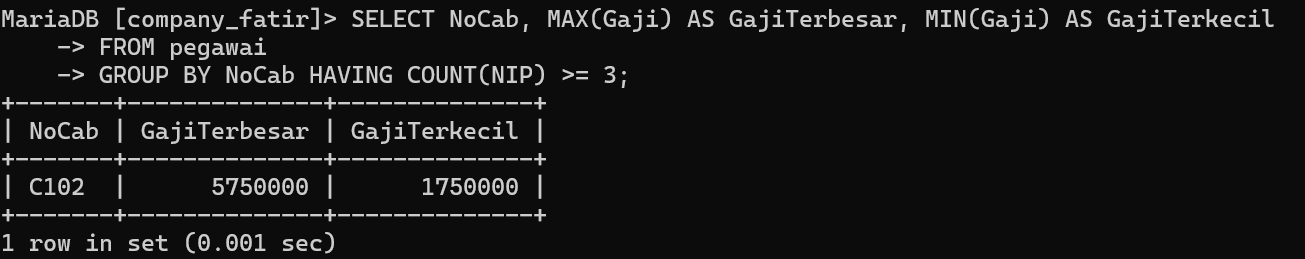 MariaDB [company_fatir]> SELECT NoCab, MAX(Gaji) AS GajiTerbesar, MIN(Gaji) AS GajiTerkecil
    -> FROM pegawai
    -> GROUP BY NoCab HAVING COUNT(NIP) >= 3;
+-------+--------------+--------------+
| NoCab | GajiTerbesar | GajiTerkecil |
+-------+--------------+--------------+
| C102  |      5750000 |      1750000 |
+-------+--------------+--------------+
1 row in set (0.001 sec)